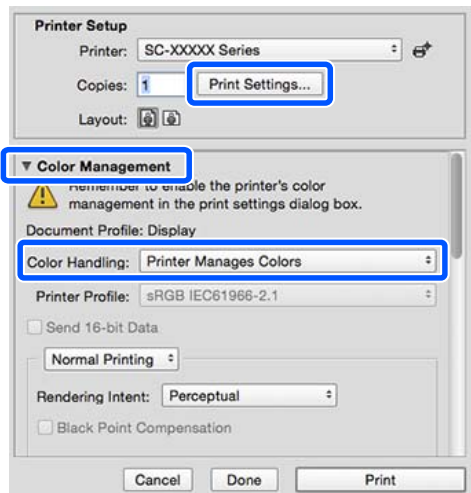 Printer Setup
Printer: SC-XXXXX Series
Copies: 1 Print Settings...
Layout:
Color Management
Remember to enable the printer's color
management in the print settings dialog box.
Document Profile: Display
Color Handling: Printer Manages Colors
Printer Profile: sRGB IEC61966-2.1
Send 16-bit Data
Normal Printing
Rendering Intent: Perceptual
Black Point Compensation
Cancel Done Print